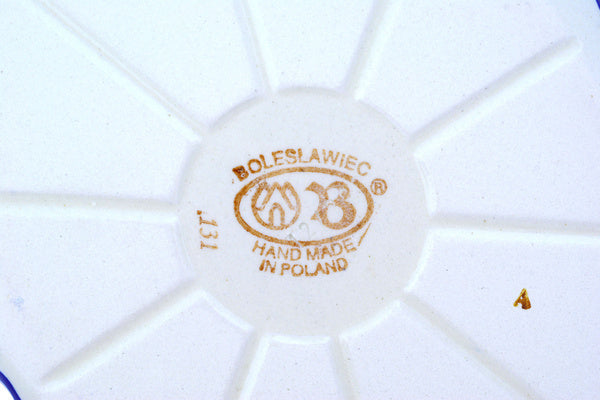 BOLESLAWIEC
B ®
HAND MADE
IN POLAND
131
A